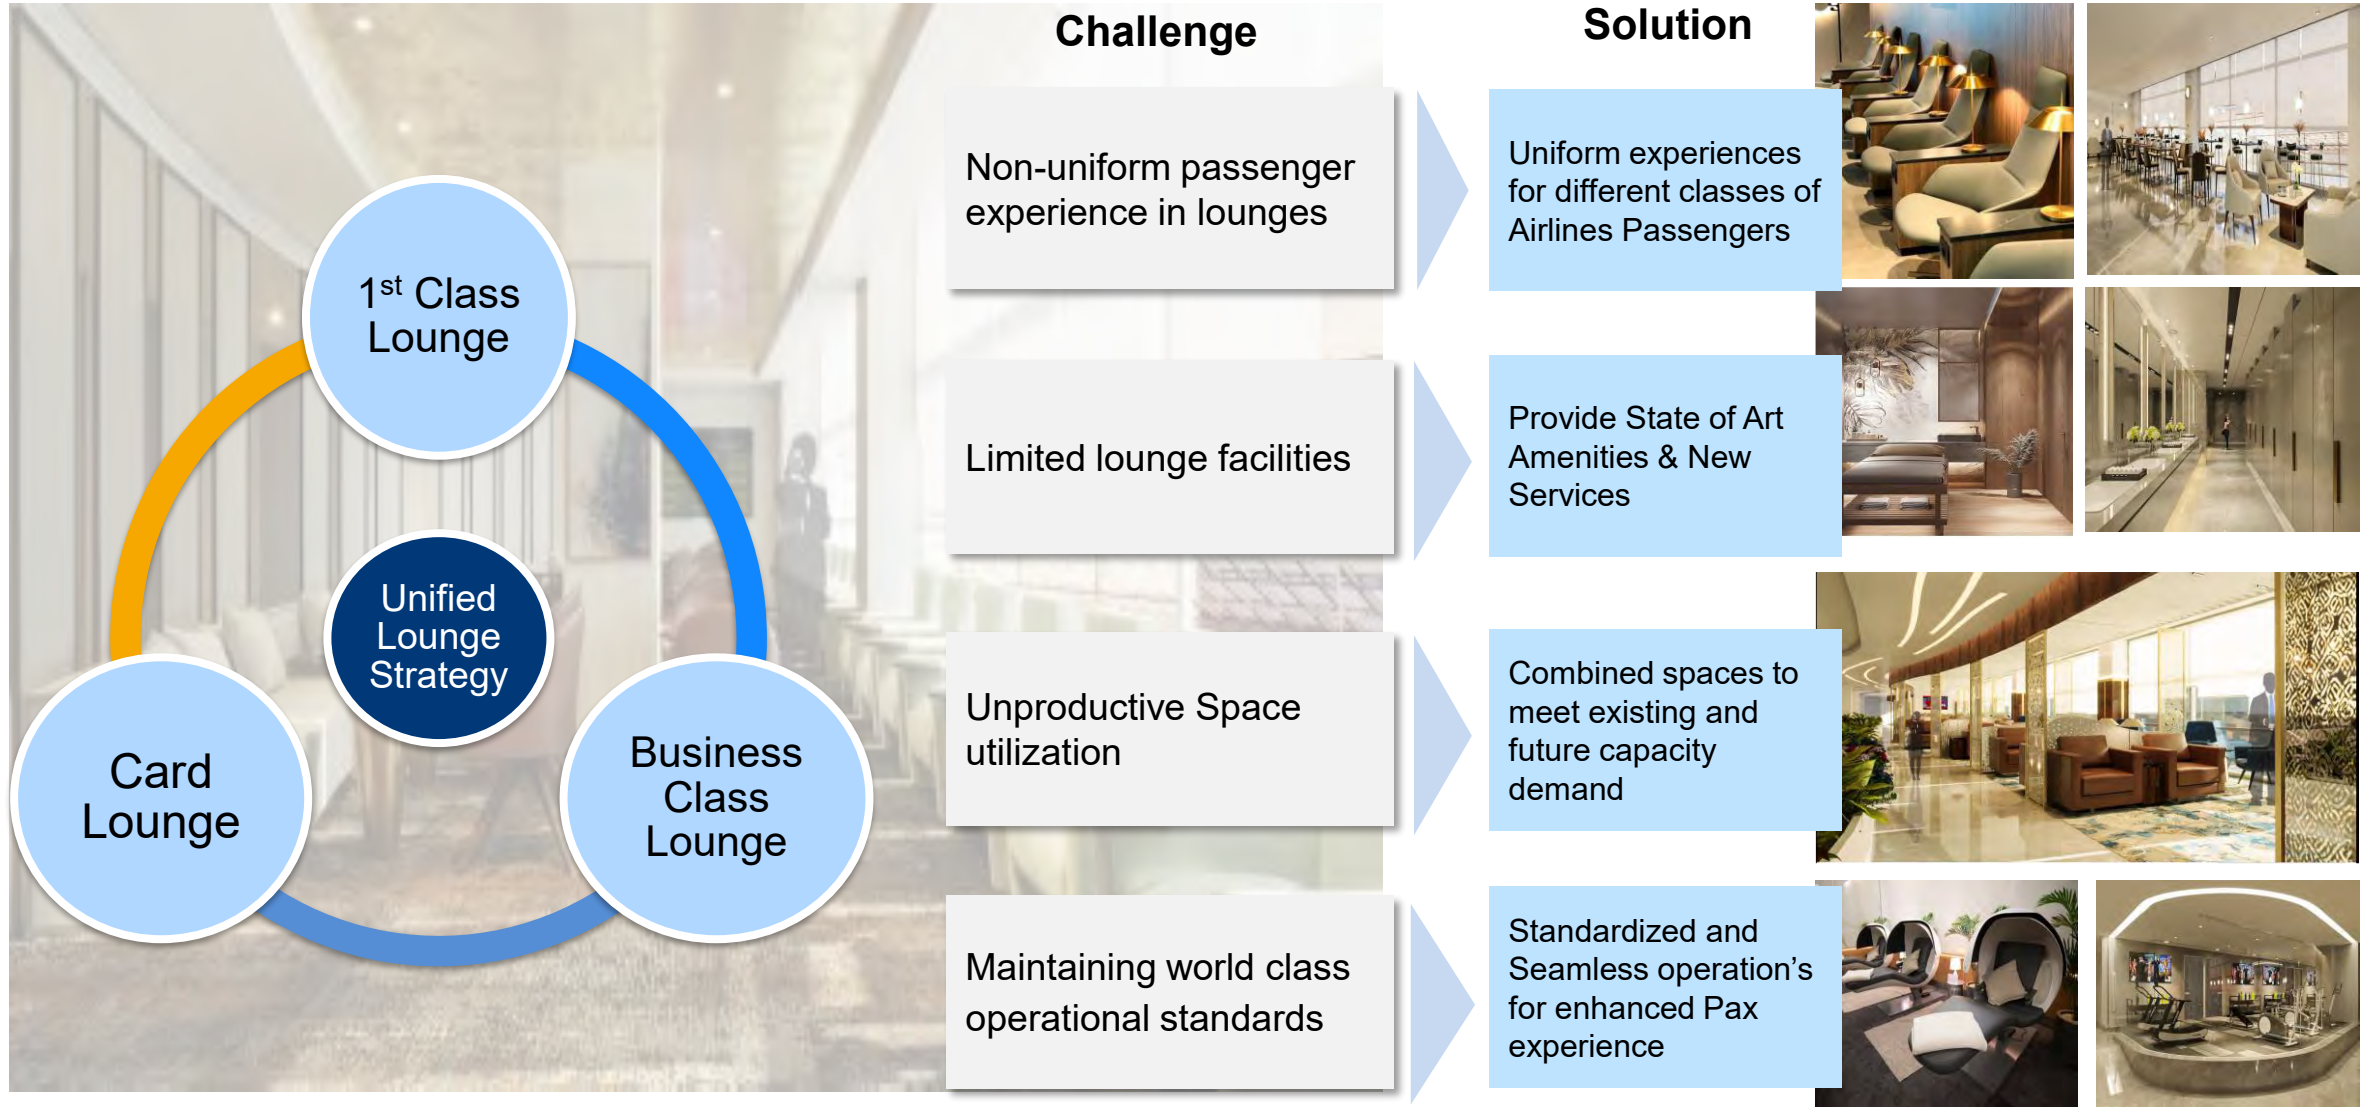 1st Class
Lounge
Unified
Lounge
Strategy
Card
Lounge
Business
Class
Lounge
Challenge
Solution
Non-uniform passenger
experience in lounges
Uniform experiences
for different classes of
Airlines Passengers
Limited lounge facilities
Provide State of Art
Amenities & New
Services
Unproductive Space
utilization
Combined spaces to
meet existing and
future capacity
demand
Maintaining world class
operational standards
Standardized and
Seamless operation’s
for enhanced Pax
experience